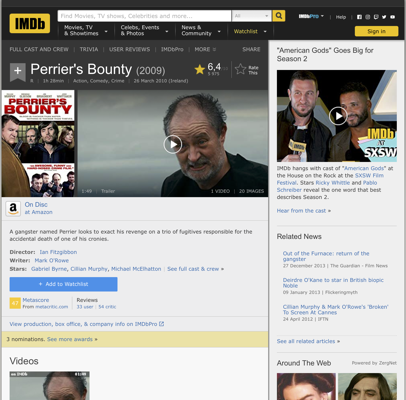 IMDb
Find Movies, TV shows, Celebrities and more...
All
IMDbPro
Help
Movies, TV
& Showtimes
Celebs, Events
& Photos
News &
Community
Watchlist
Sign in
FULL CAST AND CREW | TRIVIA | USER REVIEWS | IMDbPro | MORE
SHARE
Perrier's Bounty (2009)
6,4
Rate
This
R | 1h 28min | Action, Comedy, Crime | 26 March 2010 (Ireland)
PERRIER'S
BOUNTY
1:49 | Trailer
1 VIDEO | 20 IMAGES
On Disc
at Amazon
A gangster named Perrier looks to exact his revenge on a trio of fugitives responsible for the
accidental death of one of his cronies.
Director: Ian Fitzgibbon
Writer: Mark O'Rowe
Stars: Gabriel Byrne, Cillian Murphy, Michael McElhatton | See full cast & crew »
+ Add to Watchlist
Metascore
From metacritic.com
Reviews
33 user | 54 critic
View production, box office, & company info on IMDbPro
3 nominations. See more awards »
Videos
"American Gods" Goes Big for
Season 2
IMDb
at
SXSW
IMDb hangs with cast of "American Gods" at
the House on the Rock at the SXSW Film
Festival. Stars Ricky Whittle and Pablo
Schreiber reveal the one word that best
describes Season 2.
Hear from the cast »
Related News
Out of the Furnace: return of the
gangster
27 December 2013 | The Guardian - Film News
Deirdre O'Kane to star in British biopic
Noble
09 January 2013 | Flickeringmyth
Cillian Murphy & Mark O'Rowe's 'Broken'
To Screen At Cannes
24 April 2012 | IFTN
See all related articles »
Around The Web
Powered by ZergNet